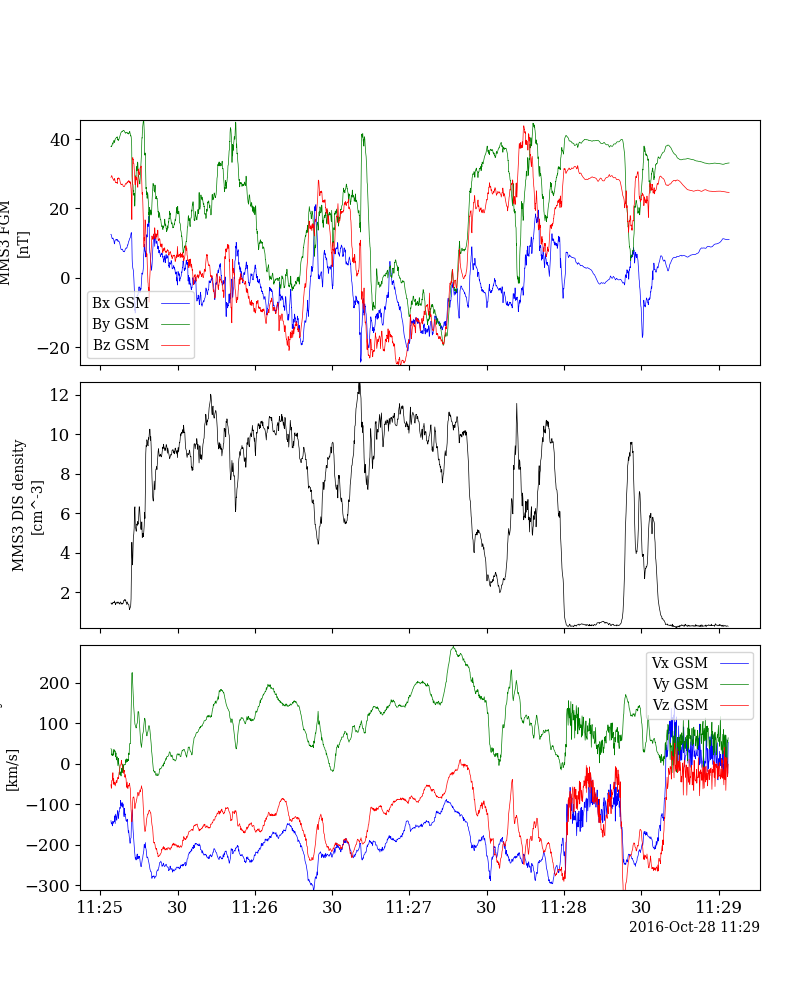 MMS3 FGM
[nT]
40
20
0
−20
Bx GSM
By GSM
Bz GSM
MMS3 DIS density
[cm^-3]
12
10
8
6
4
2
[km/s]
200
100
0
−100
−200
−300
Vx GSM
Vy GSM
Vz GSM
11:25 30 11:26 30 11:27 30 11:28 30 11:29
2016-Oct-28 11:29